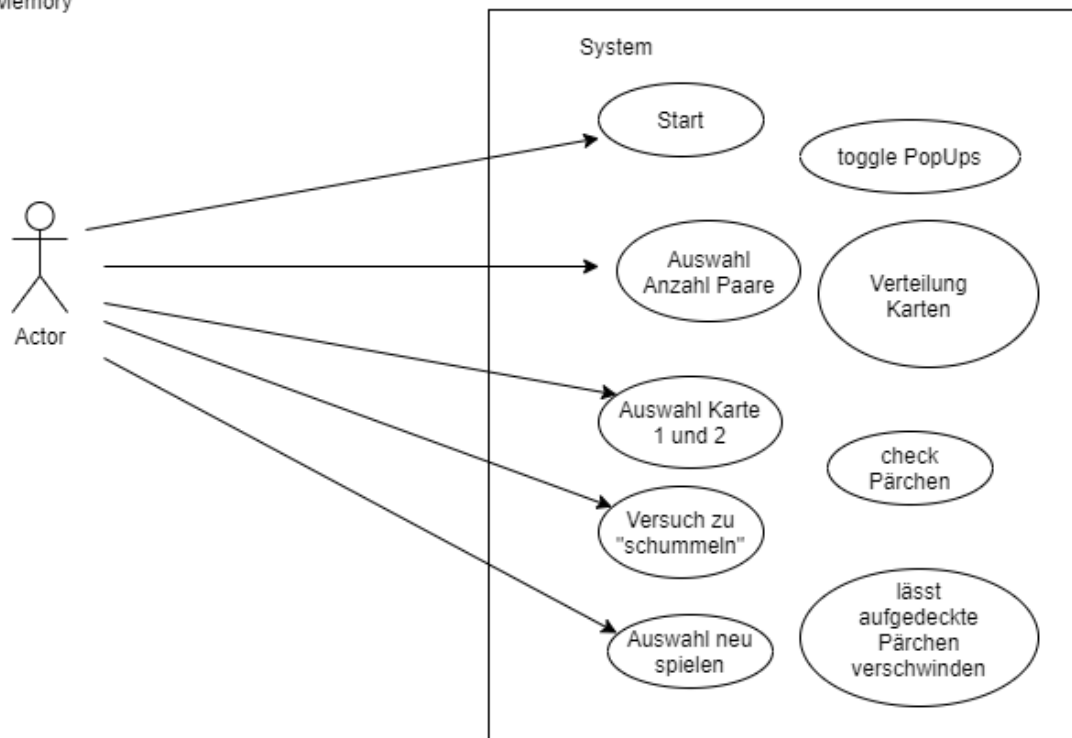 Memory
System
Start
toggle PopUps
Auswahl
Anzahl Paare
Verteilung
Karten
Actor
Auswahl Karte
1 und 2
check
Pärchen
Versuch zu
"schummeln"
Auswahl neu
spielen
lässt
aufgedeckte
Pärchen
verschwinden